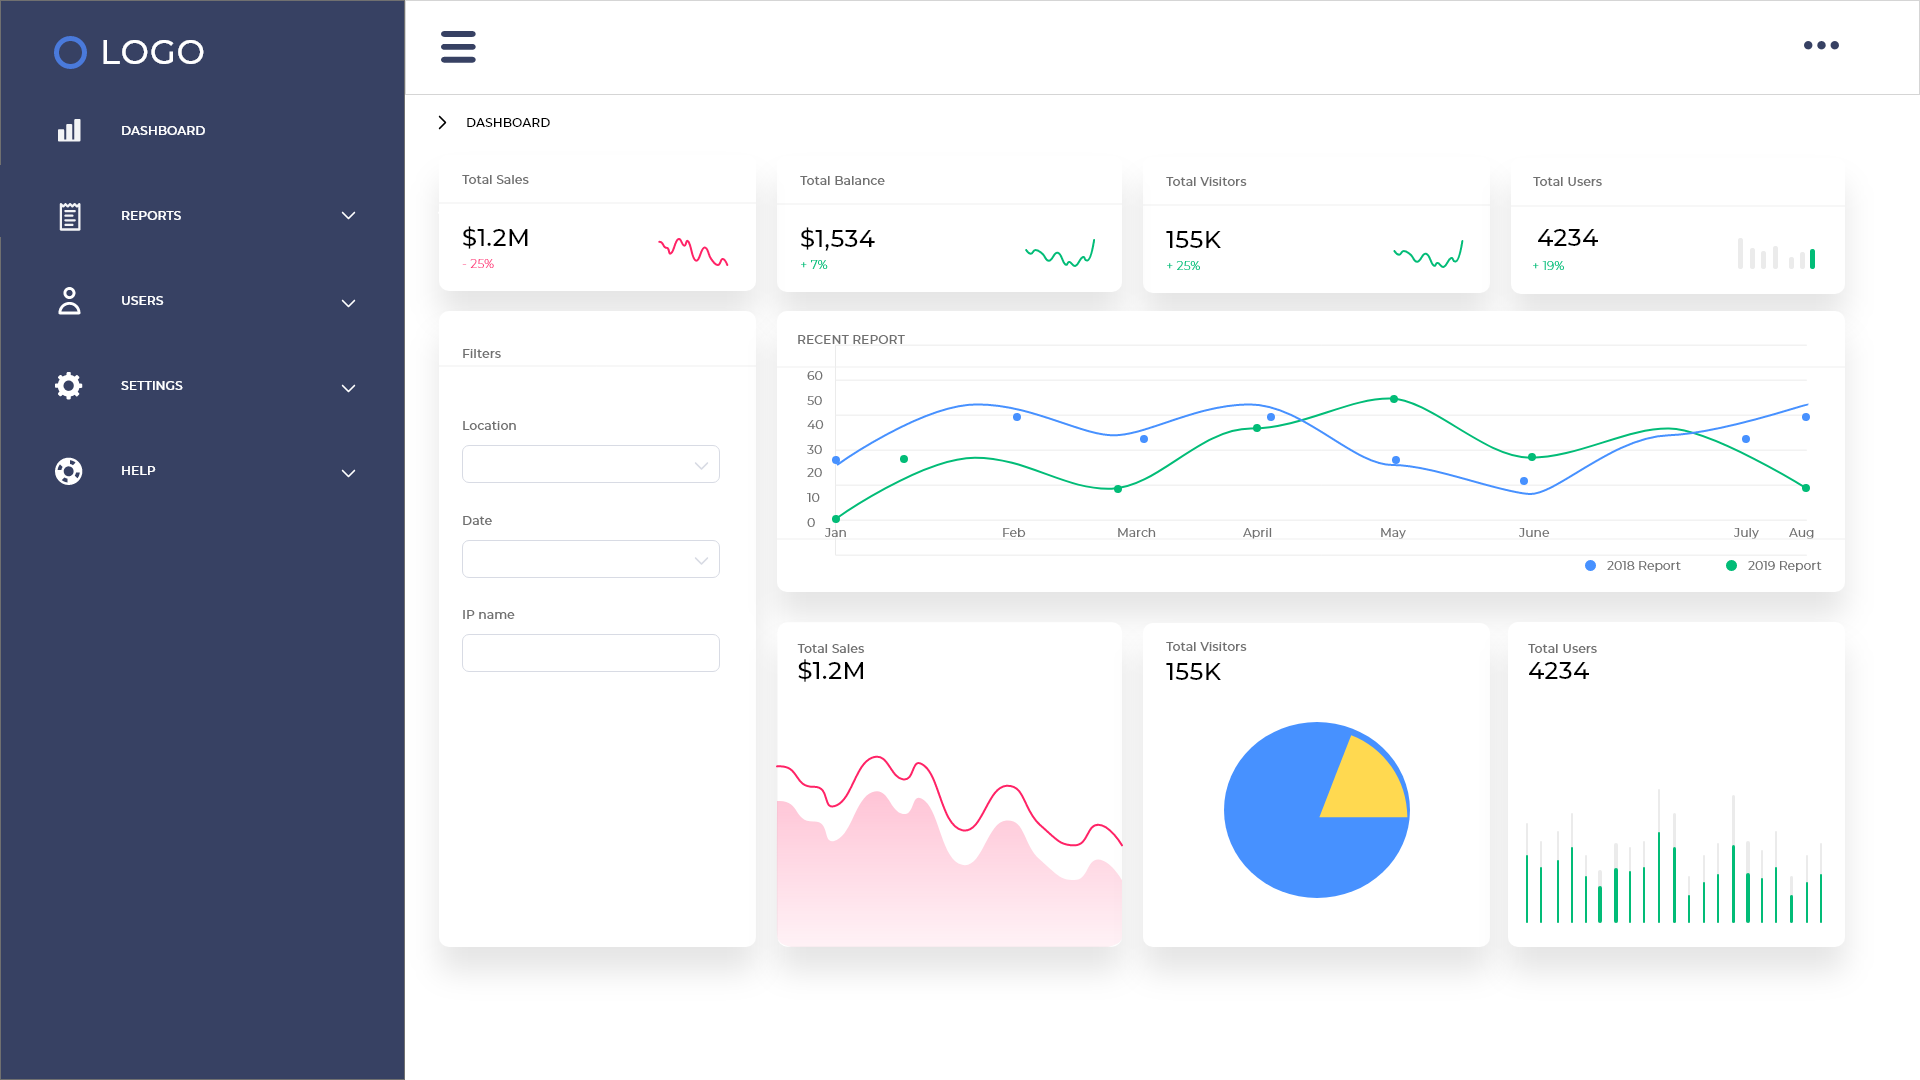 LOGO
DASHBOARD
REPORTS
USERS
SETTINGS
HELP
DASHBOARD
Total Sales
$1.2M
- 25%
Total Balance
$1,534
+ 7%
Total Visitors
155K
+ 25%
Total Users
4234
+ 19%
Filters
Location
Date
IP name
RECENT REPORT
60
50
40
30
20
10
0
Jan Feb March April May June July Aug
2018 Report 2019 Report
Total Sales
$1.2M
Total Visitors
155K
Total Users
4234